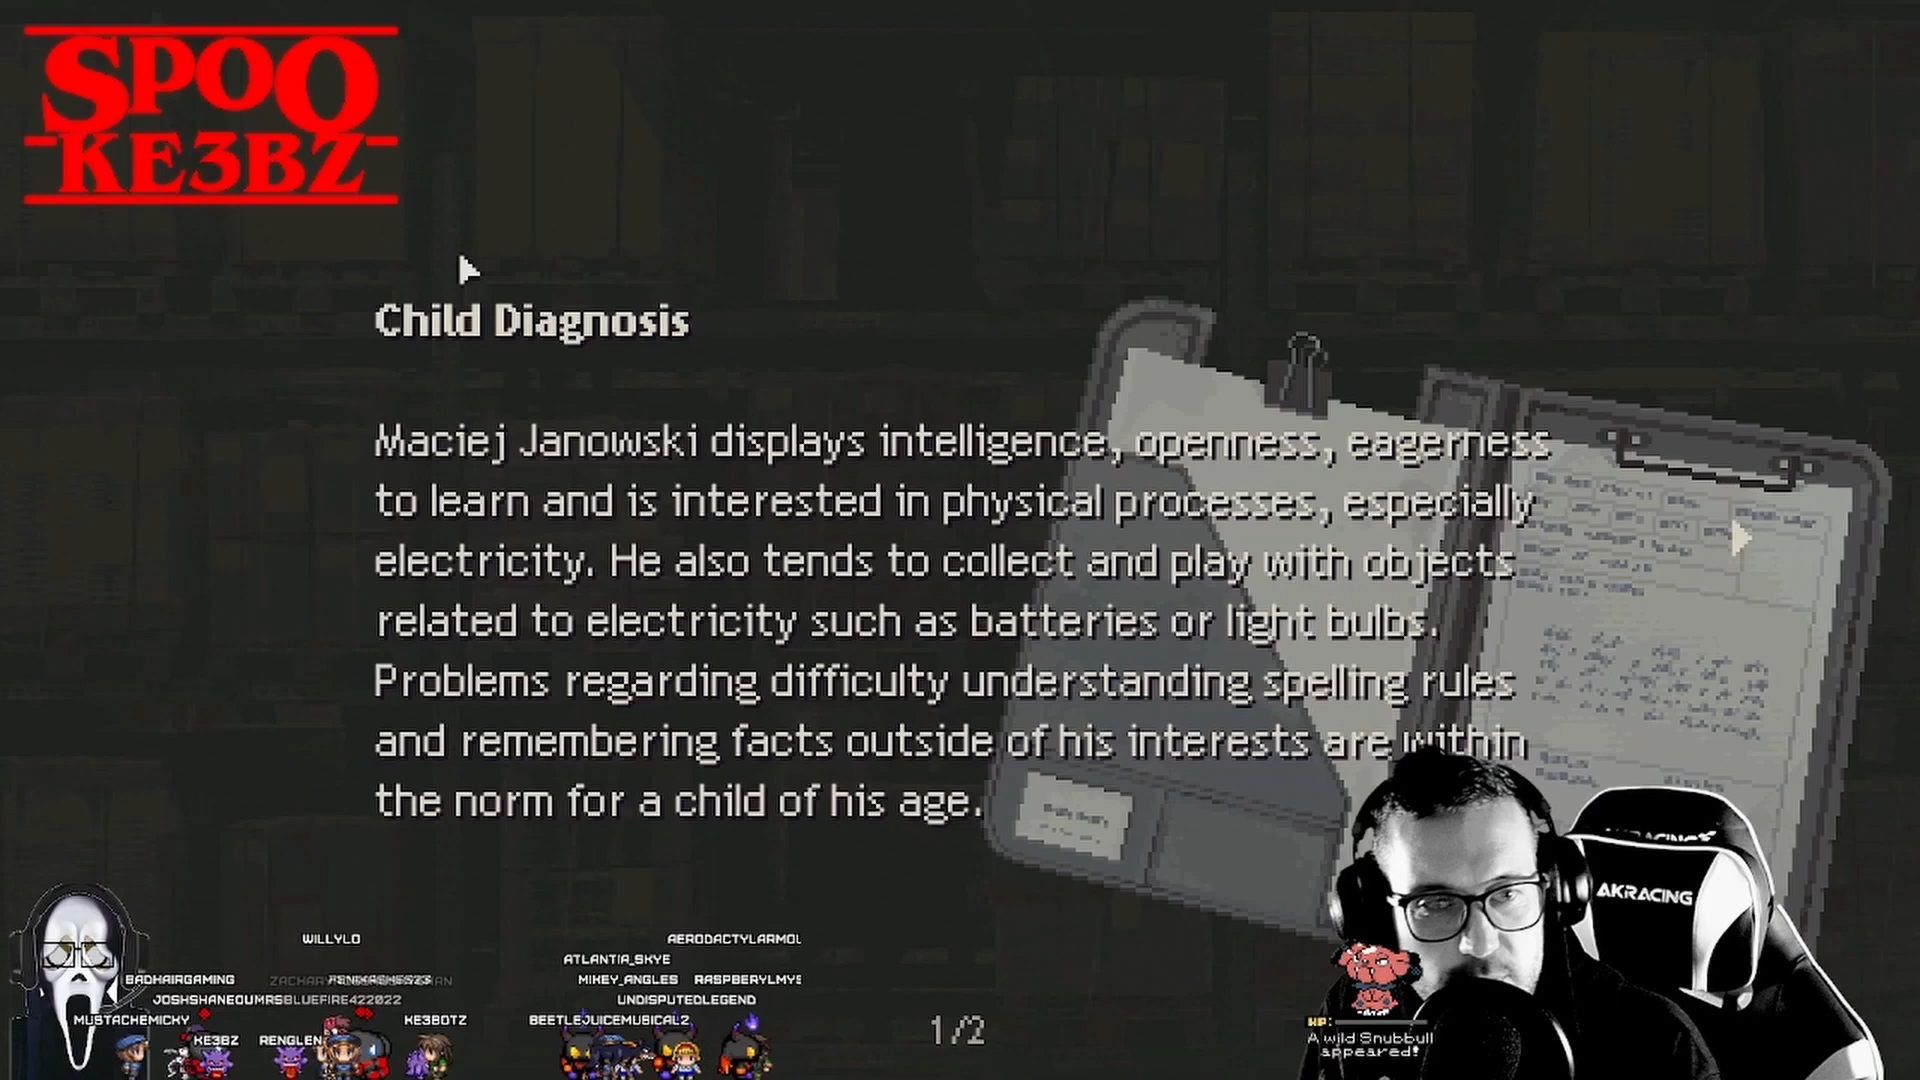 SPOO
KE3BZ
Child Diagnosis
Maciej Janowski displays intelligence, openness, eagerness
to learn and is interested in physical processes, especially
electricity. He also tends to collect and play with objects
related to electricity such as batteries or light bulbs.
Problems regarding difficulty understanding spelling rules
and remembering facts outside of his interests are within
the norm for a child of his age.
AKRACING
WILLYLO
AERODACTYLARMOU
ATLANTIA_SKYE
BADHAIRGAMING
MIKEY_ANGLES
RASPBERYLMYS
JOSHSHANEOUMRSBLUEFIRE422022
UNDISPUTEDLEGEND
MUSTACHEMICKY
KE3BOTZ
BEETLEJUICEMUSICAL2
KE3BZ
RENGLEN
1/2
HP:
A wild Snubbull
appeared!